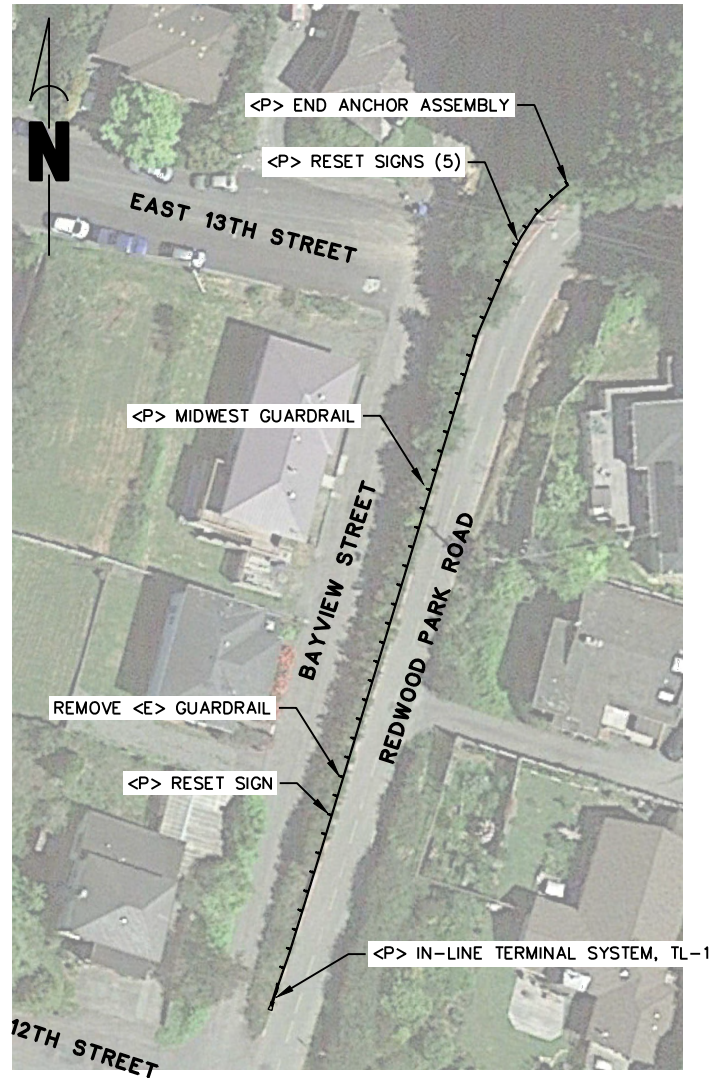 <P> END ANCHOR ASSEMBLY
N
<P> RESET SIGNS (5)
EAST 13TH STREET
<P> MIDWEST GUARDRAIL
BAYVIEW STREET
REDWOOD PARK ROAD
REMOVE <E> GUARDRAIL
<P> RESET SIGN
<P> IN-LINE TERMINAL SYSTEM, TL-1
12TH STREET